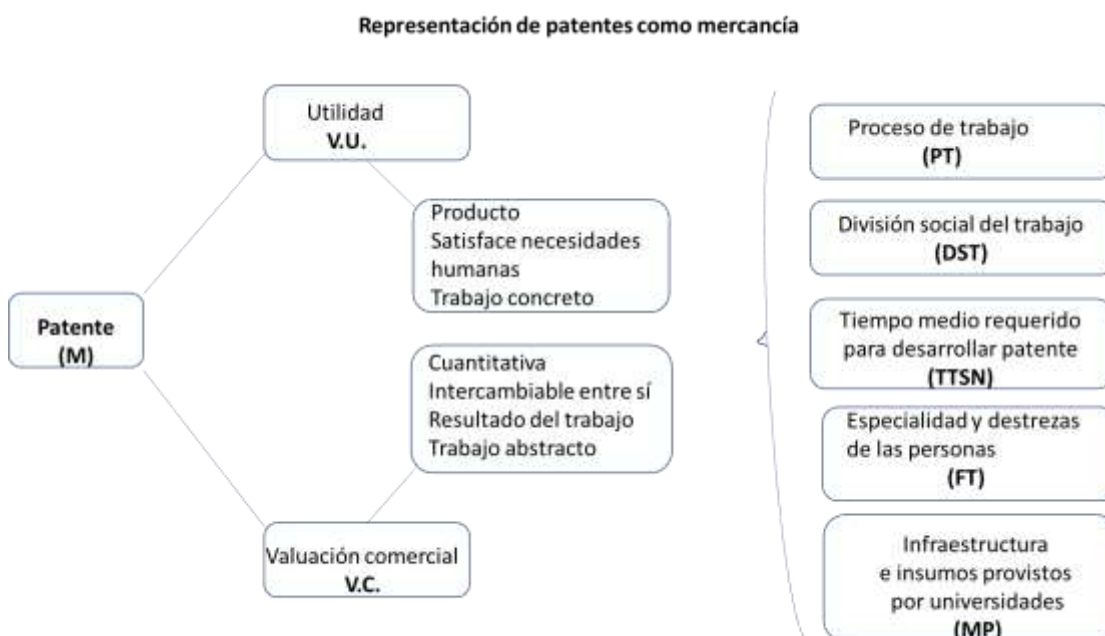 Representación de patentes como mercancía
Utilidad
V.U.
Producto
Satisface necesidades
humanas
Trabajo concreto
Patente
(M)
Cuantitativa
Intercambiable entre sí
Resultado del trabajo
Trabajo abstracto
Valuación comercial
V.C.
Proceso de trabajo
(PT)
División social del trabajo
(DST)
Tiempo medio requerido
para desarrollar patente
(TTSN)
Especialidad y destrezas
de las personas
(FT)
Infraestructura
e insumos provistos
por universidades
(MP)